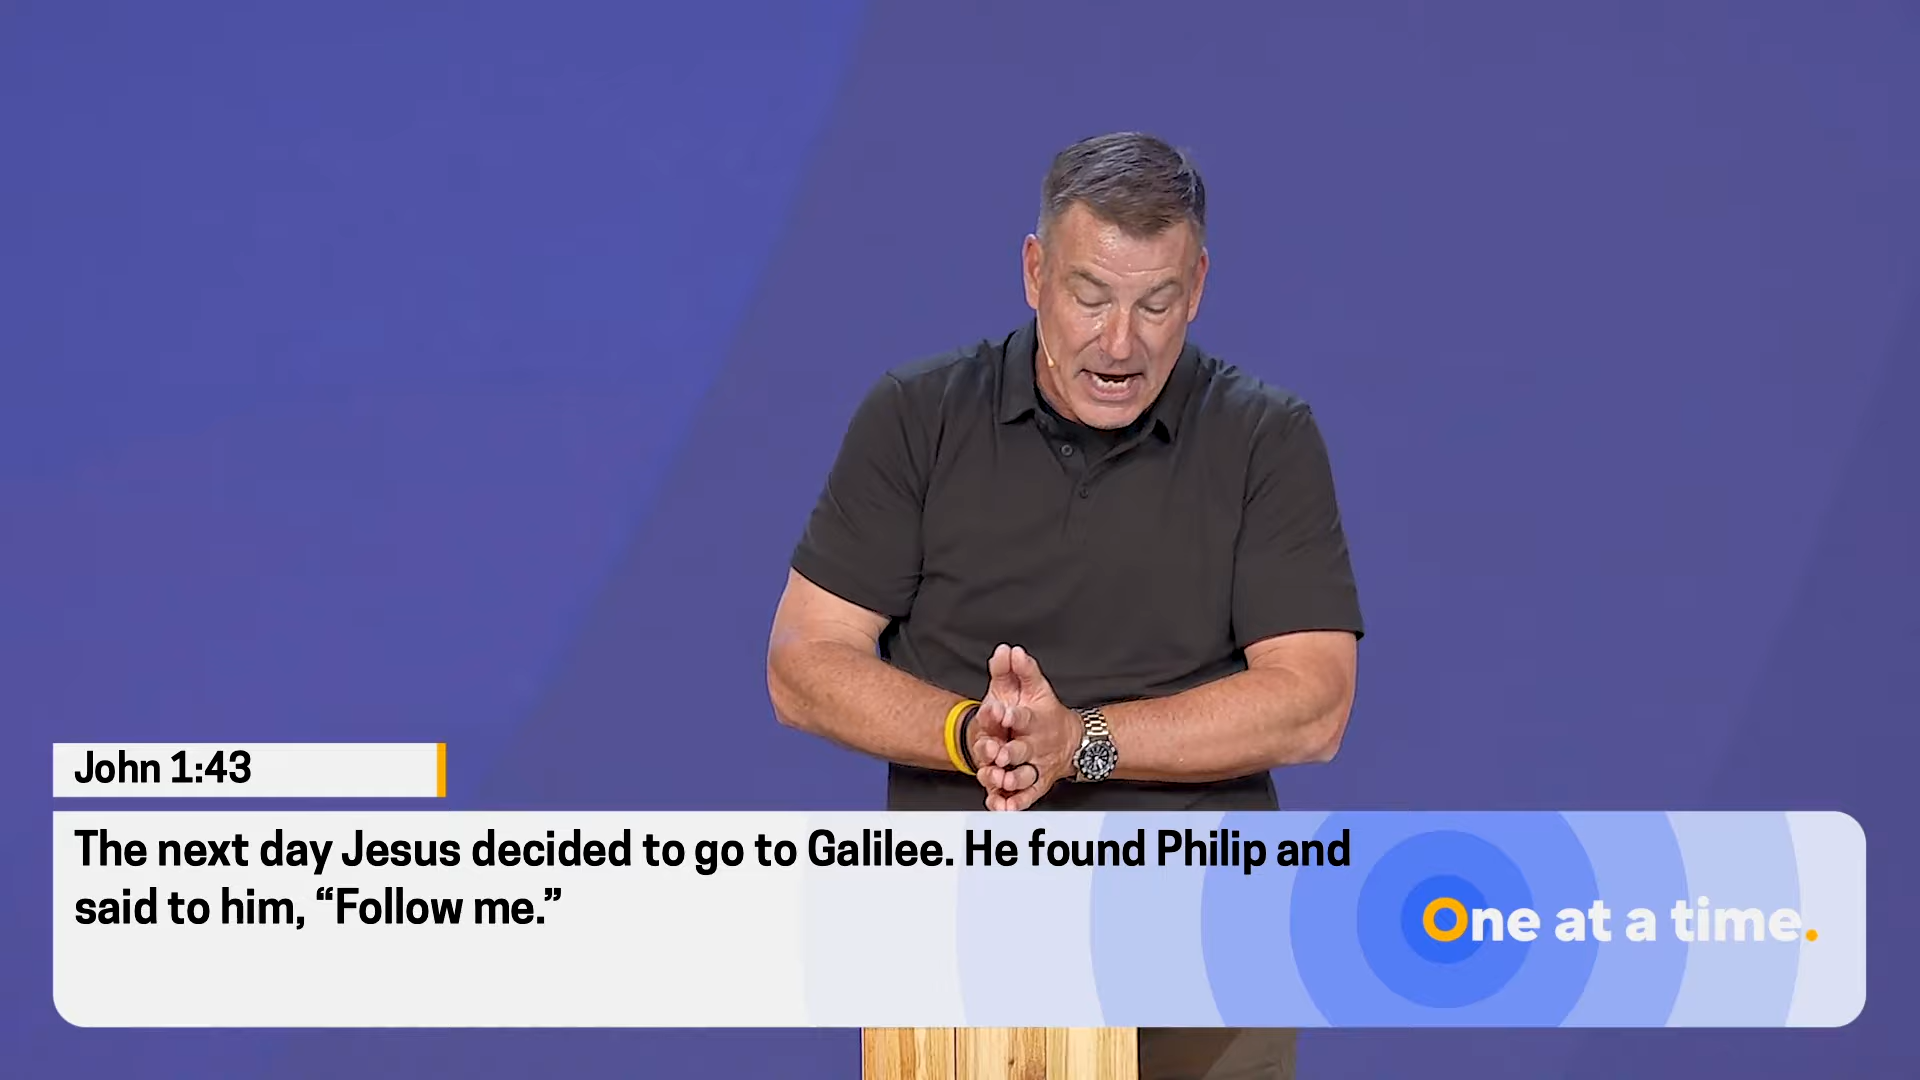 John 1:43
The next day Jesus decided to go to Galilee. He found Philip and
said to him, “Follow me.”
One at a time.